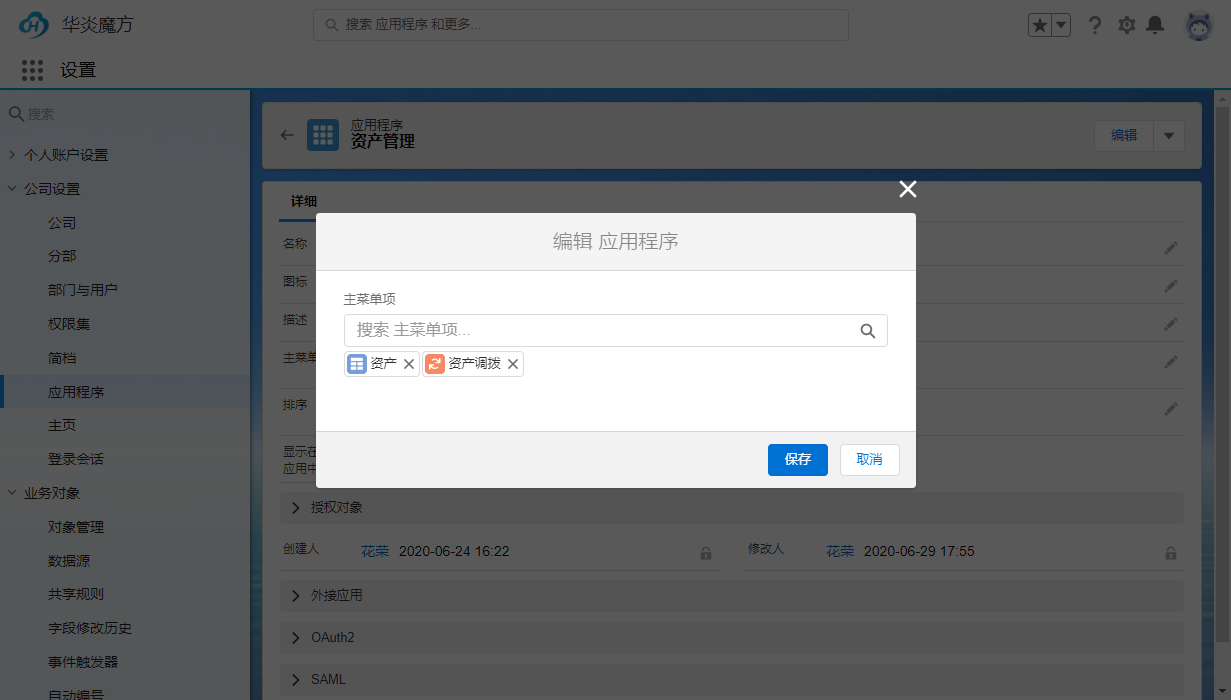 华炎魔方
搜索 应用程序 和更多...
设置
搜索
个人账户设置
公司设置
公司
分部
部门与用户
权限集
简档
应用程序
主页
登录会话
业务对象
对象管理
数据源
共享规则
字段修改历史
事件触发器
自动编号
应用程序
资产管理
编辑
详细
名称
图标
描述
主菜单
排序
显示在
应用中
编辑 应用程序
主菜单项
搜索 主菜单项...
资产 资产调拨
保存 取消
授权对象
创建人 花荣 2020-06-24 16:22 修改人 花荣 2020-06-29 17:55
外接应用
OAuth2
SAML